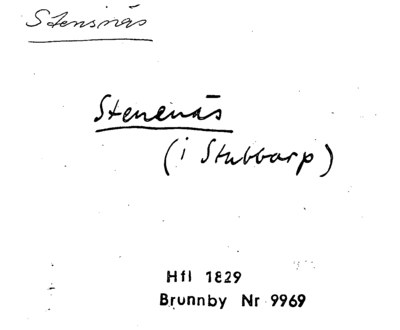 Stensnäs
Stenenäs
(i Stubbarp)
Hfl 1829
Brunnby Nr 9969